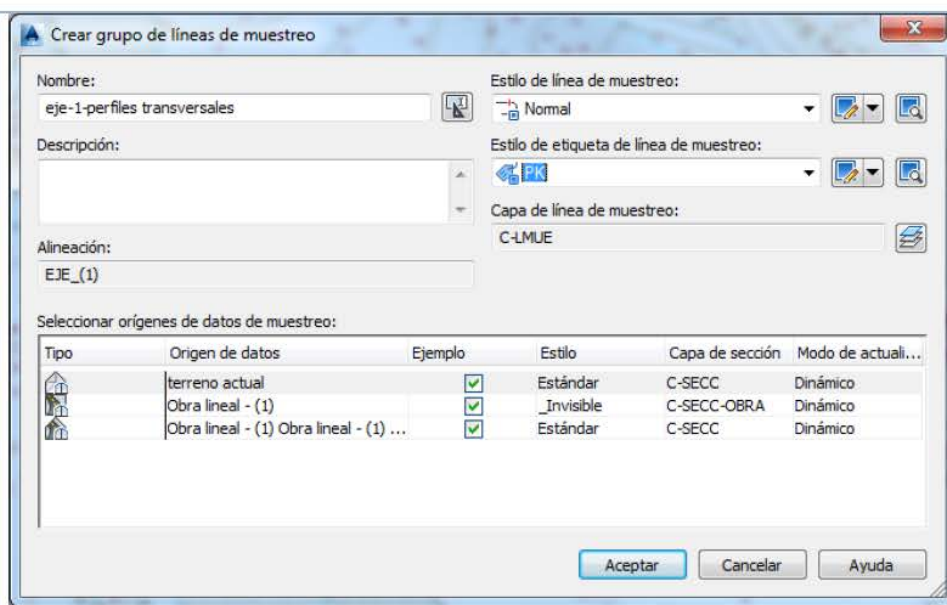 Crear grupo de líneas de muestreo
Nombre:
eje-1-perfiles transversales
Descripción:
Alineación:
EJE_(1)
Estilo de línea de muestreo:
Normal
Estilo de etiqueta de línea de muestreo:
PK
Capa de línea de muestreo:
C-LMUE
Seleccionar orígenes de datos de muestreo:
Tipo Origen de datos Ejemplo Estilo Capa de sección Modo de actuali...
terreno actual Estándar C-SECC Dinámico
Obra lineal - (1) _Invisible C-SECC-OBRA Dinámico
Obra lineal - (1) Obra lineal - (1) ... Estándar C-SECC Dinámico
Aceptar Cancelar Ayuda